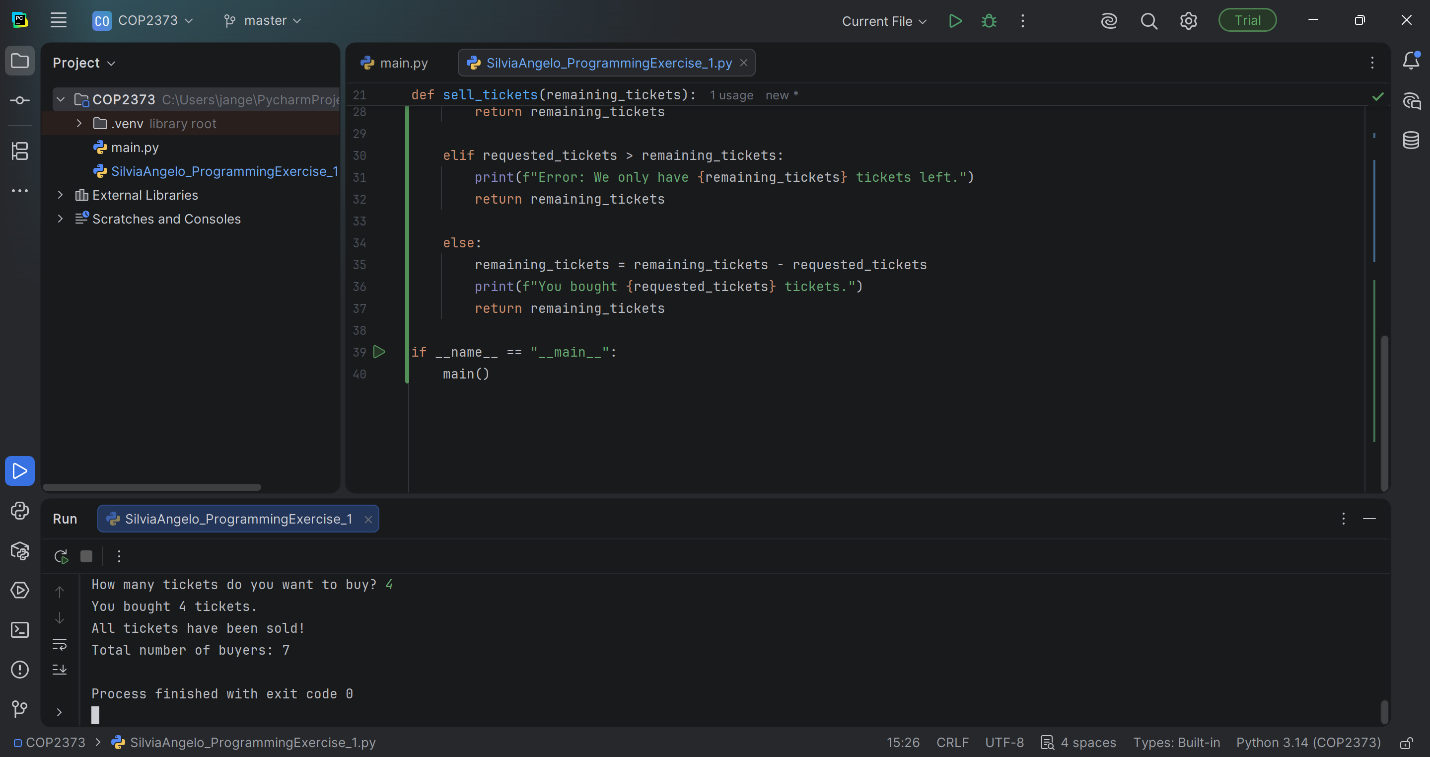 CO COP2373 master Current File Trial
Project
COP2373 C:\Users\jange\PycharmProje
.venv library root
main.py
SilviaAngelo_ProgrammingExercise_1
External Libraries
Scratches and Consoles
main.py SilviaAngelo_ProgrammingExercise_1.py
21 def sell_tickets(remaining_tickets): 1 usage new *
28 return remaining_tickets
29
30 elif requested_tickets > remaining_tickets:
31 print(f"Error: We only have {remaining_tickets} tickets left.")
32 return remaining_tickets
33
34 else:
35 remaining_tickets = remaining_tickets - requested_tickets
36 print(f"You bought {requested_tickets} tickets.")
37 return remaining_tickets
38
39 if __name__ == "__main__":
40 main()
Run SilviaAngelo_ProgrammingExercise_1
How many tickets do you want to buy? 4
You bought 4 tickets.
All tickets have been sold!
Total number of buyers: 7
Process finished with exit code 0
COP2373 > SilviaAngelo_ProgrammingExercise_1.py 15:26 CRLF UTF-8 4 spaces Types: Built-in Python 3.14 (COP2373)